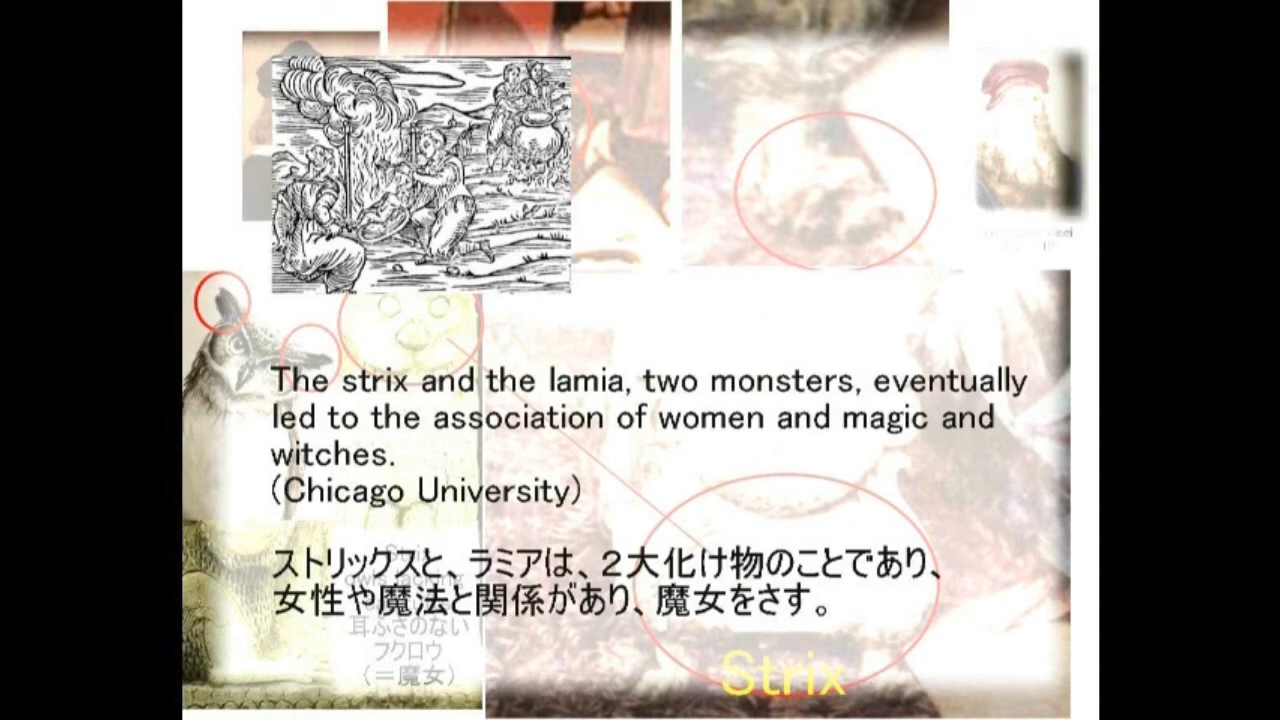 The strix and the lamia, two monsters, eventually
led to the association of women and magic and
witches.
(Chicago University)
ストリックスと、ラミアは、２大化け物のことであり、
女性や魔法と関係があり、魔女をさす。
耳ふさのない
フクロウ
（＝魔女）
Strix